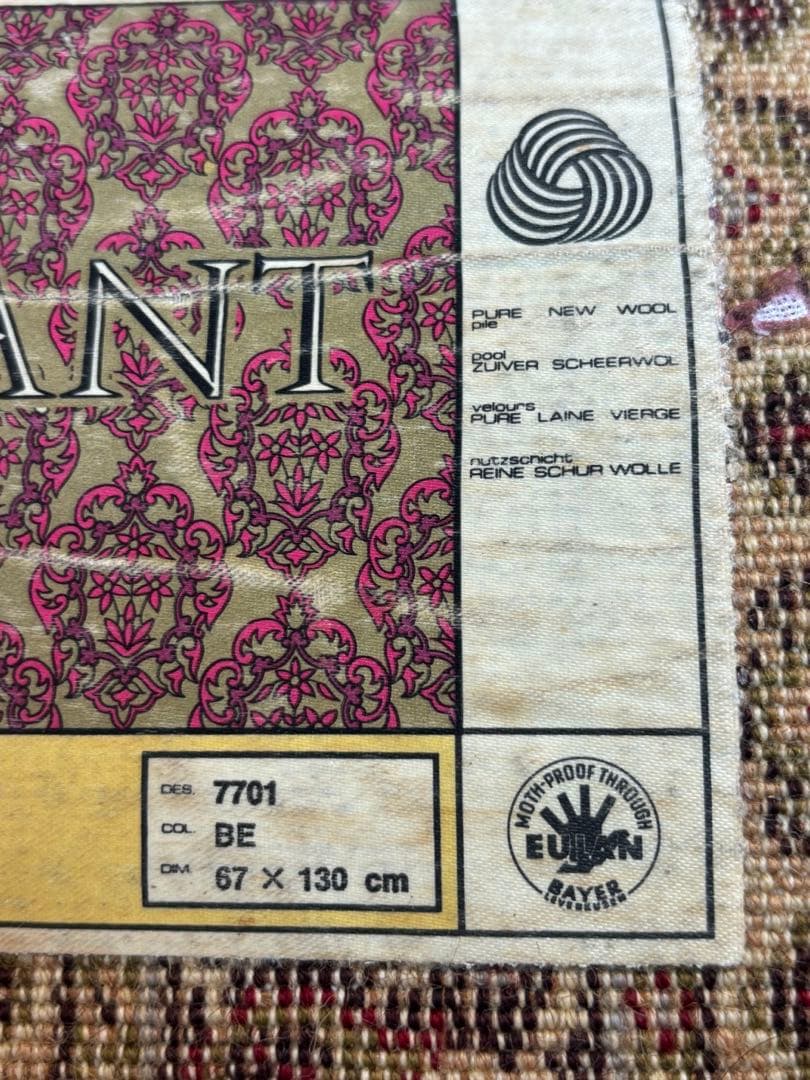 ANT
PURE NEW WOOL
pile
pool
ZUIVER SCHEERWOL
velours
PURE LAINE VIERGE
nutzschicht
REINE SCHUR WOLLE
DES. 7701
COL. BE
DIM. 67 X 130 cm
MOTH-PROOF THROUGH
EULAN
BAYER
LEVERKUSEN